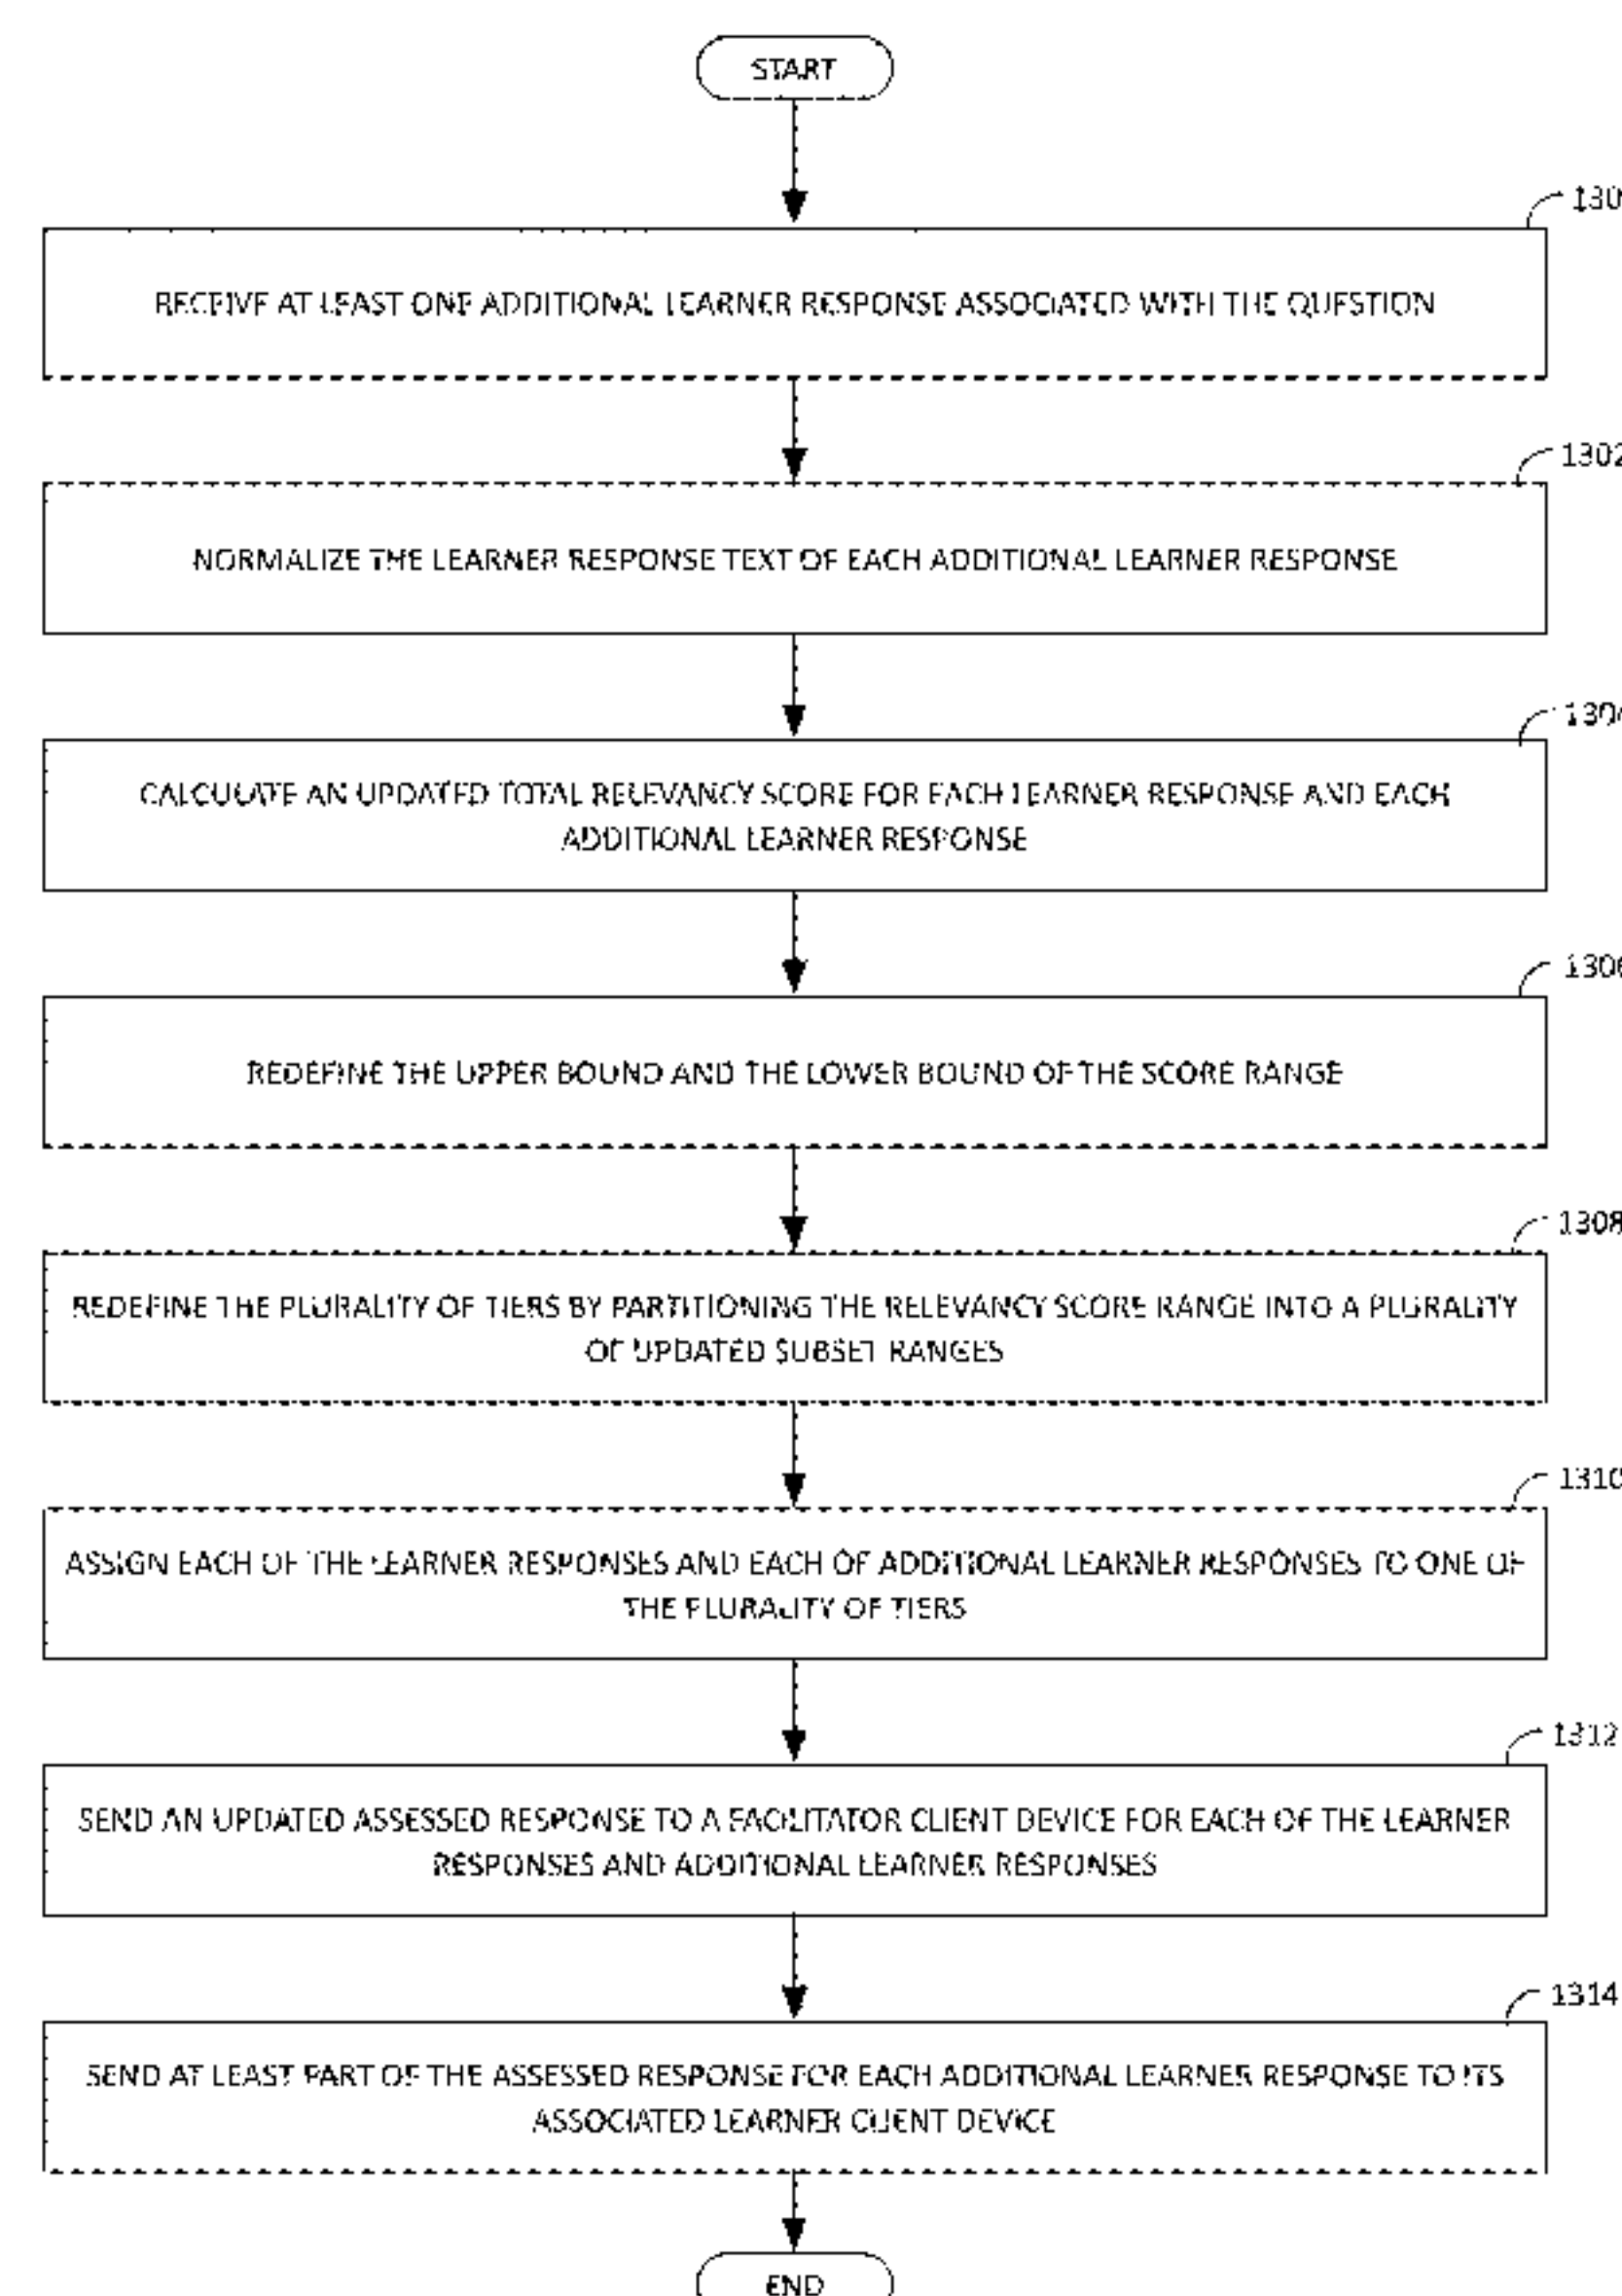 START
130
RECEIVE AT LEAST ONE ADDITIONAL LEARNER RESPONSE ASSOCIATED WITH THE QUESTION
1302
NORMALIZE THE LEARNER RESPONSE TEXT OF EACH ADDITIONAL LEARNER RESPONSE
1304
CALCULATE AN UPDATED TOTAL RELEVANCY SCORE FOR EACH LEARNER RESPONSE AND EACH
ADDITIONAL LEARNER RESPONSE
1306
REDEFINE THE UPPER BOUND AND THE LOWER BOUND OF THE SCORE RANGE
1308
REDEFINE THE PLURALITY OF TIERS BY PARTITIONING THE RELEVANCY SCORE RANGE INTO A PLURALITY
OF UPDATED SUBSET RANGES
1310
ASSIGN EACH OF THE LEARNER RESPONSES AND EACH OF ADDITIONAL LEARNER RESPONSES TO ONE OF
THE PLURALITY OF TIERS
1312
SEND AN UPDATED ASSESSED RESPONSE TO A FACILITATOR CLIENT DEVICE FOR EACH OF THE LEARNER
RESPONSES AND ADDITIONAL LEARNER RESPONSES
1314
SEND AT LEAST PART OF THE ASSESSED RESPONSE FOR EACH ADDITIONAL LEARNER RESPONSE TO ITS
ASSOCIATED LEARNER CLIENT DEVICE
END